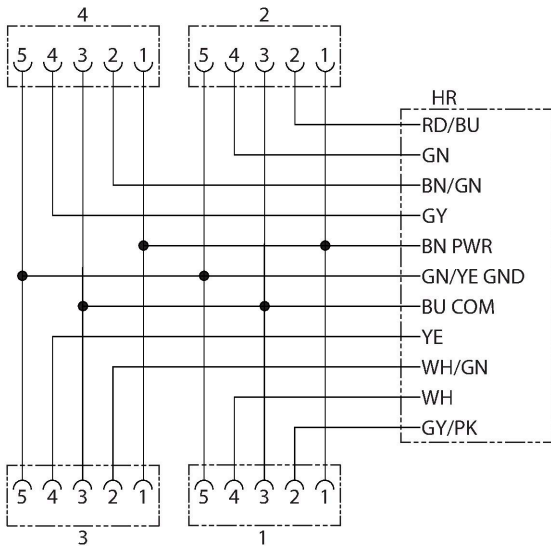 4 2
5 4 3 2 1 5 4 3 2 1
HR
RD/BU
GN
BN/GN
GY
BN PWR
GN/YE GND
BU COM
YE
WH/GN
WH
GY/PK
5 4 3 2 1 5 4 3 2 1
3 1